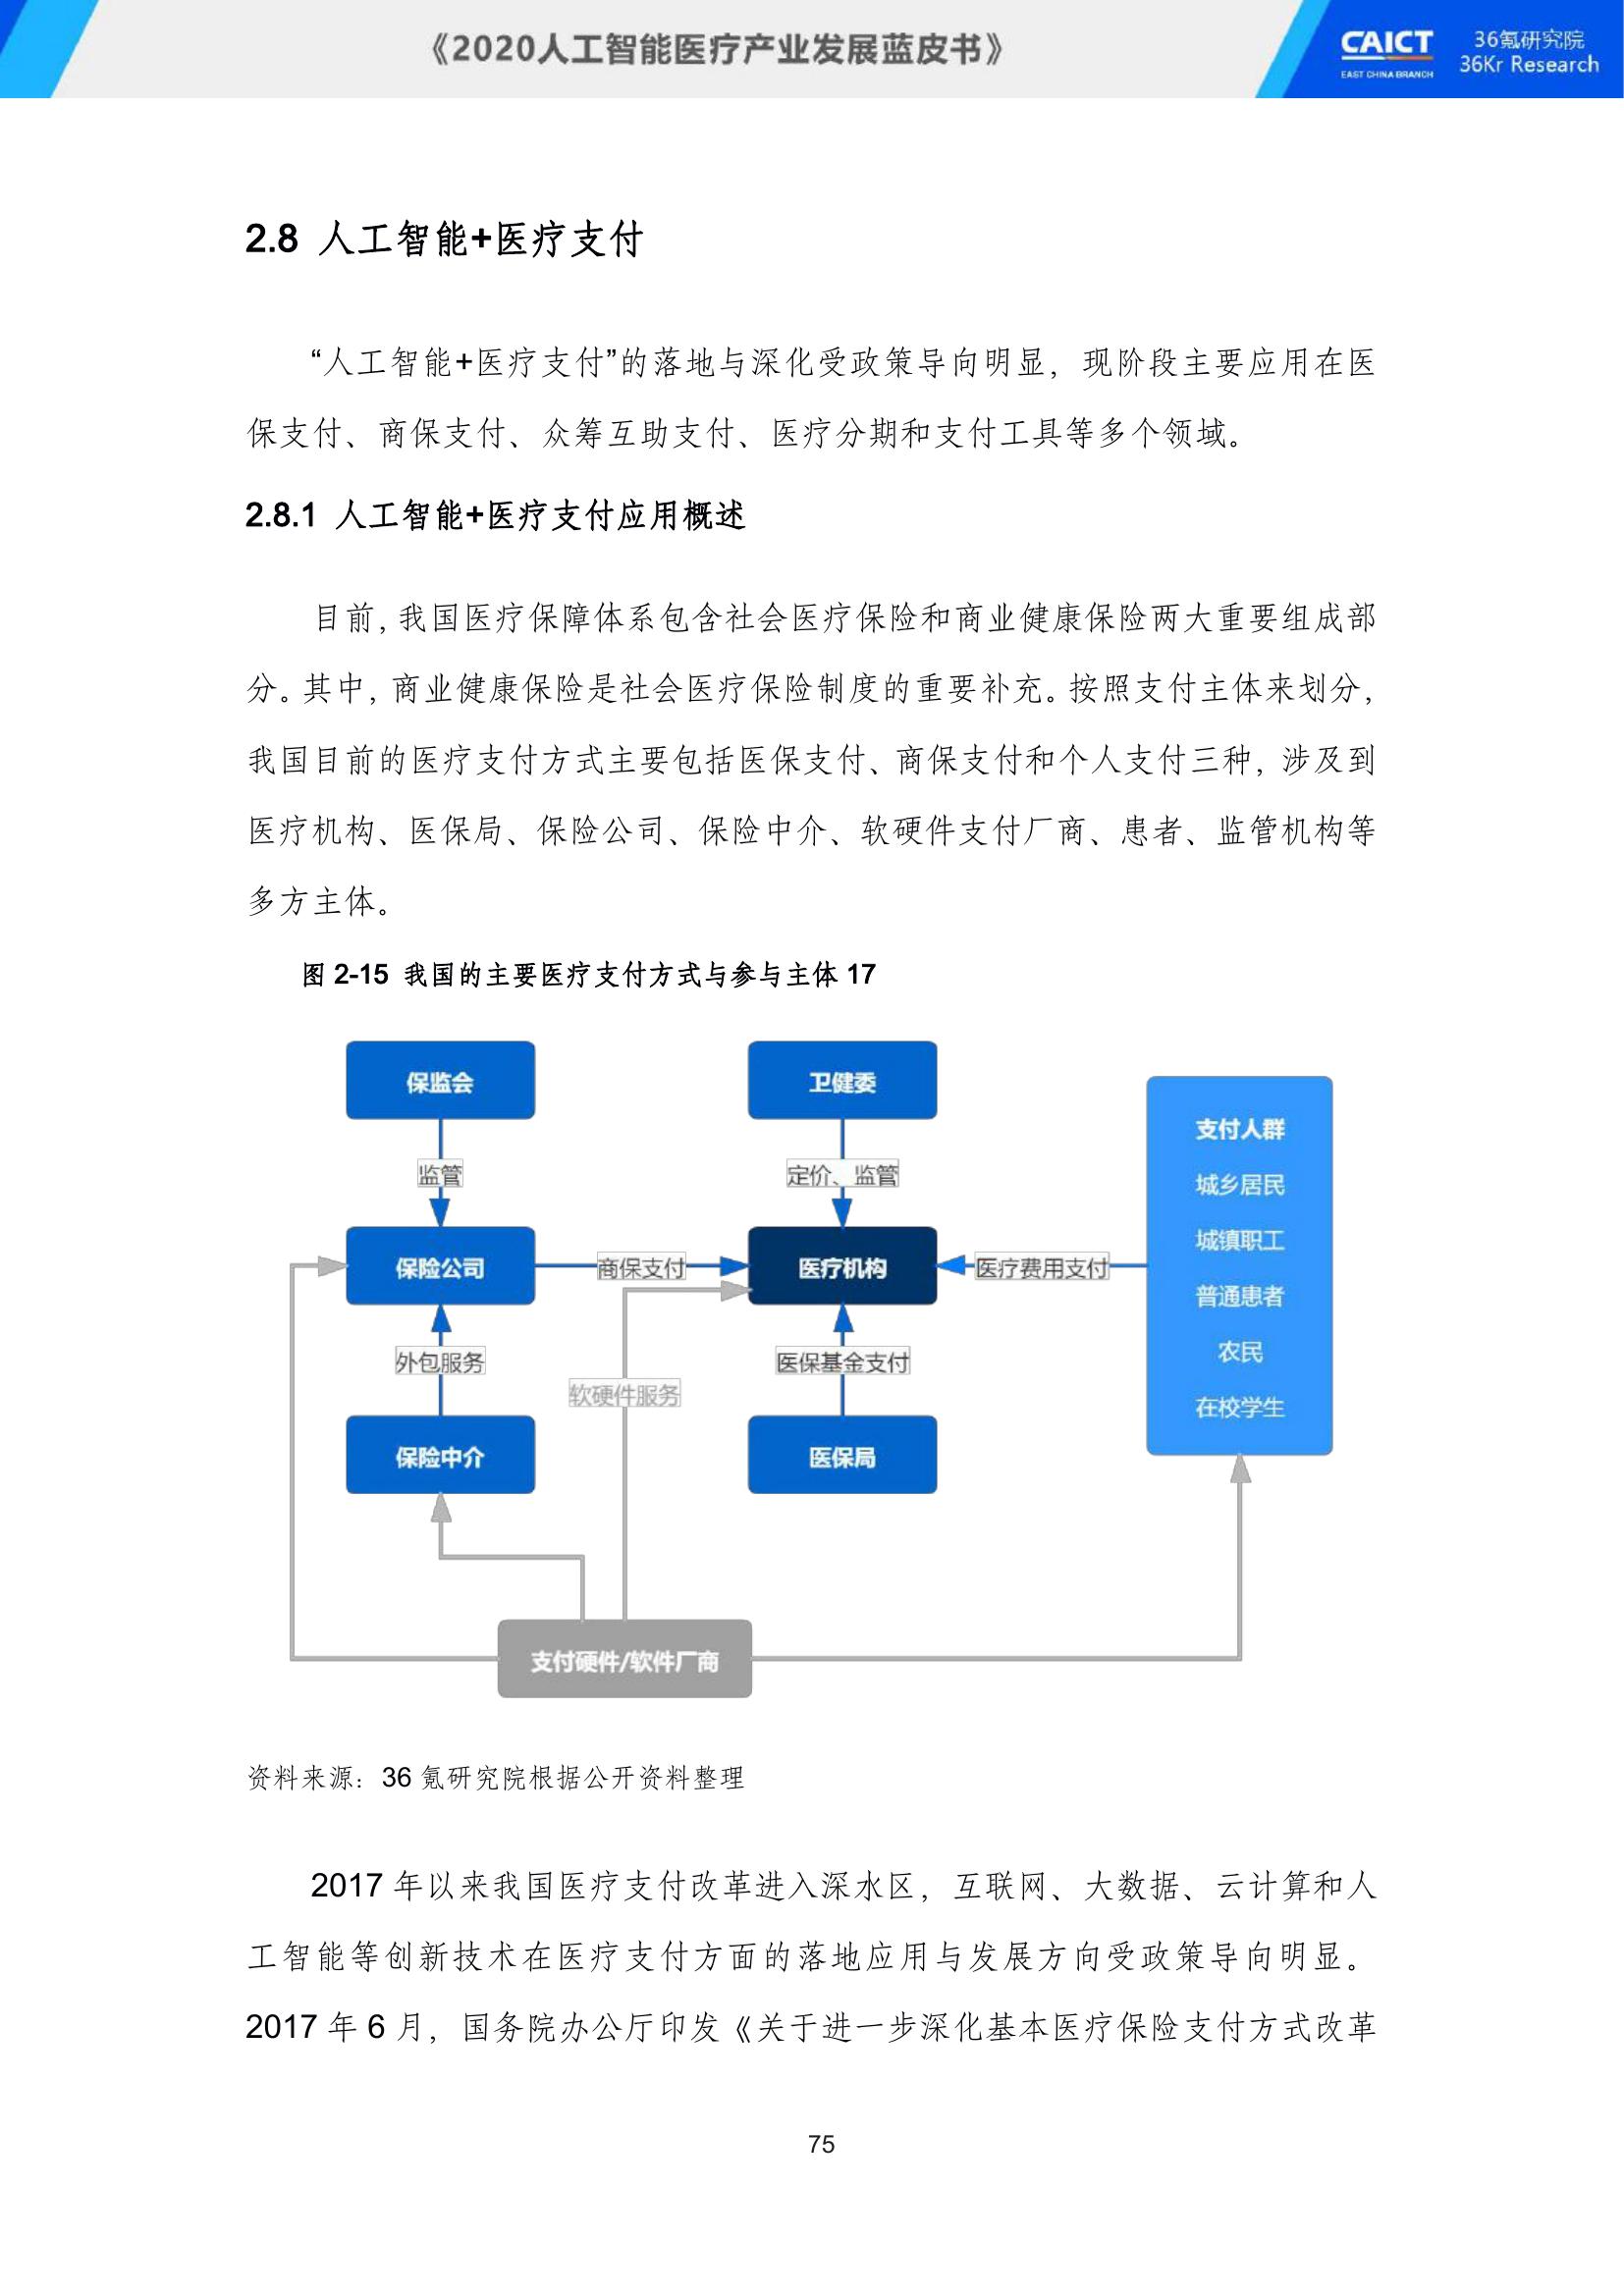 《2020人工智能医疗产业发展蓝皮书》
CAICT
EAST CHINA BRANCH
36氪研究院
36Kr Research
2.8 人工智能+医疗支付
“人工智能+医疗支付”的落地与深化受政策导向明显，现阶段主要应用在医
保支付、商保支付、众筹互助支付、医疗分期和支付工具等多个领域。
2.8.1 人工智能+医疗支付应用概述
目前，我国医疗保障体系包含社会医疗保险和商业健康保险两大重要组成部
分。其中，商业健康保险是社会医疗保险制度的重要补充。按照支付主体来划分，
我国目前的医疗支付方式主要包括医保支付、商保支付和个人支付三种，涉及到
医疗机构、医保局、保险公司、保险中介、软硬件支付厂商、患者、监管机构等
多方主体。
图 2-15 我国的主要医疗支付方式与参与主体 17
保监会
卫健委
监管
定价、监管
保险公司
商保支付
医疗机构
医疗费用支付
外包服务
软硬件服务
医保基金支付
保险中介
医保局
支付人群
城乡居民
城镇职工
普通患者
农民
在校学生
支付硬件/软件厂商
资料来源：36 氪研究院根据公开资料整理
2017 年以来我国医疗支付改革进入深水区，互联网、大数据、云计算和人
工智能等创新技术在医疗支付方面的落地应用与发展方向受政策导向明显。
2017 年 6 月，国务院办公厅印发《关于进一步深化基本医疗保险支付方式改革
75